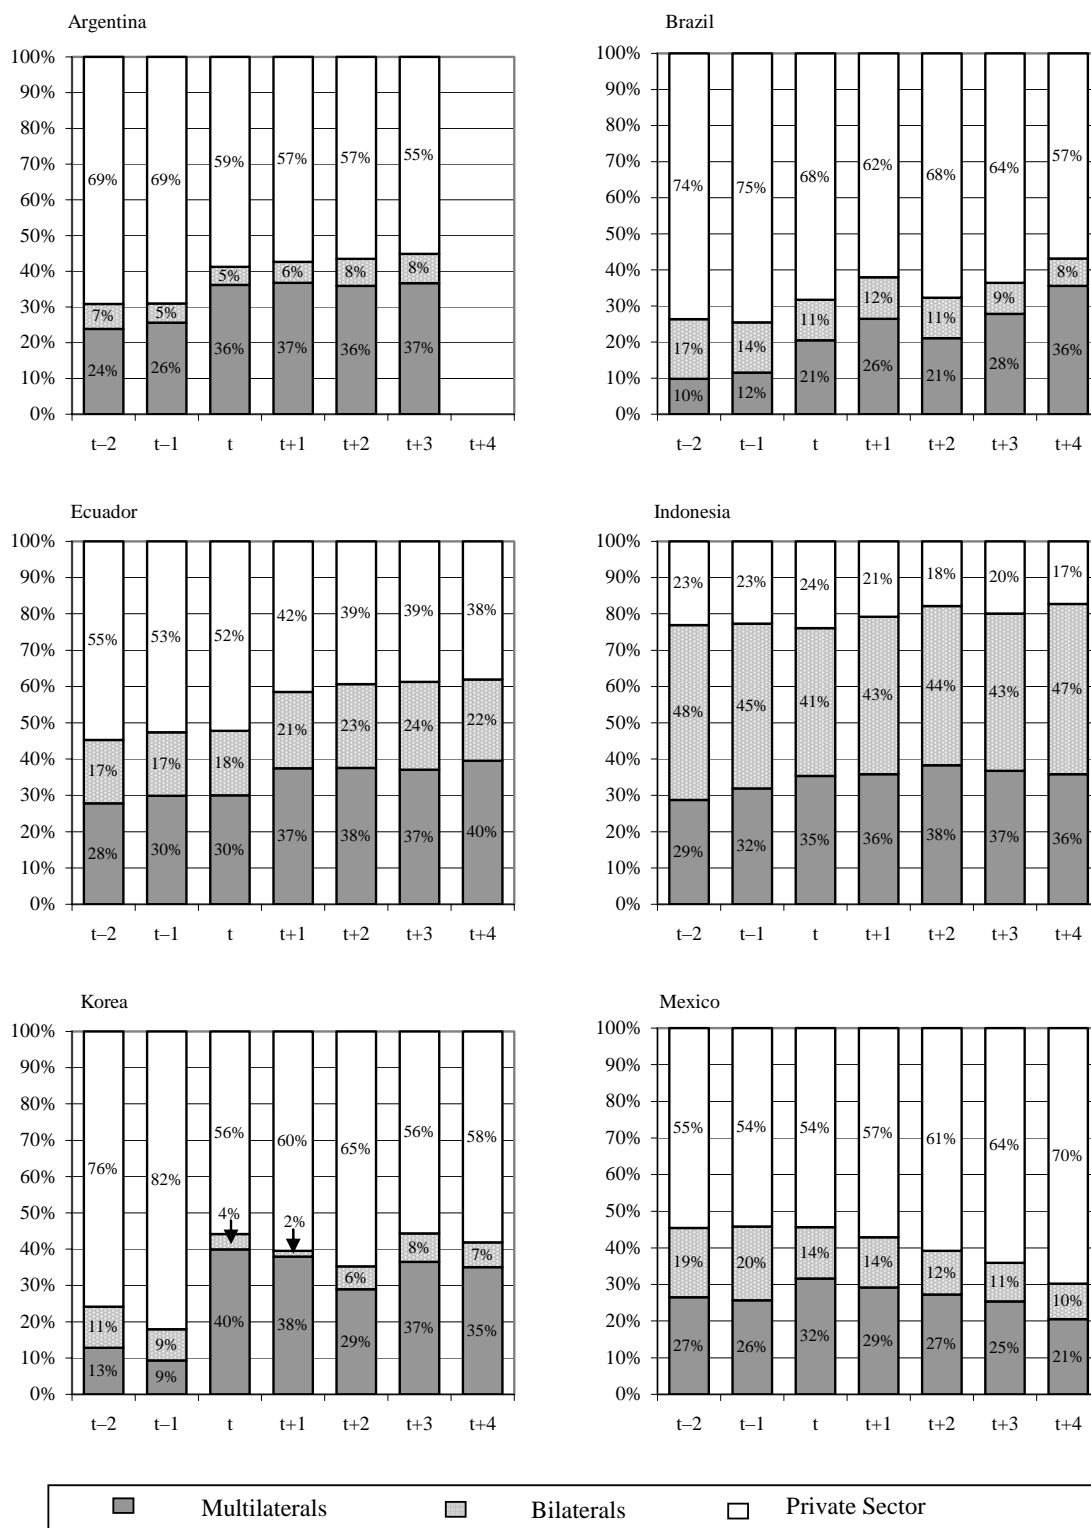 Argentina
100%
90%
80%
70%
60%
50%
40%
30%
20%
10%
0%
69% 69% 59% 57% 57% 55%
7% 5% 5% 6% 8% 8%
24% 26% 36% 37% 36% 37%
t–2 t–1 t t+1 t+2 t+3 t+4
Brazil
100%
90%
80%
70%
60%
50%
40%
30%
20%
10%
0%
74% 75% 68% 62% 68% 64% 57%
17% 14% 11% 12% 11% 9% 8%
10% 12% 21% 26% 21% 28% 36%
t–2 t–1 t t+1 t+2 t+3 t+4
Ecuador
100%
90%
80%
70%
60%
50%
40%
30%
20%
10%
0%
55% 53% 52% 42% 39% 39% 38%
17% 17% 18% 21% 23% 24% 22%
28% 30% 30% 37% 38% 37% 40%
t–2 t–1 t t+1 t+2 t+3 t+4
Indonesia
100%
90%
80%
70%
60%
50%
40%
30%
20%
10%
0%
23% 23% 24% 21% 18% 20% 17%
48% 45% 41% 43% 44% 43% 47%
29% 32% 35% 36% 38% 37% 36%
t–2 t–1 t t+1 t+2 t+3 t+4
Korea
100%
90%
80%
70%
60%
50%
40%
30%
20%
10%
0%
76% 82% 56% 60% 65% 56% 58%
11% 9% 4% 2% 6% 8% 7%
13% 9% 40% 38% 29% 37% 35%
t–2 t–1 t t+1 t+2 t+3 t+4
Mexico
100%
90%
80%
70%
60%
50%
40%
30%
20%
10%
0%
55% 54% 54% 57% 61% 64% 70%
19% 20% 14% 14% 12% 11% 10%
27% 26% 32% 29% 27% 25% 21%
t–2 t–1 t t+1 t+2 t+3 t+4
Multilaterals Bilaterals Private Sector